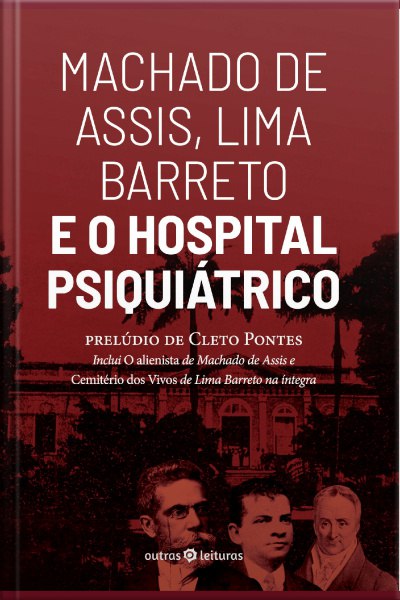 MACHADO DE
ASSIS, LIMA
BARRETO
E O HOSPITAL
PSIQUIÁTRICO
PRELÚDIO DE CLETO PONTES
Inclui O alienista de Machado de Assis e
Cemitério dos Vivos de Lima Barreto na íntegra
outras leituras